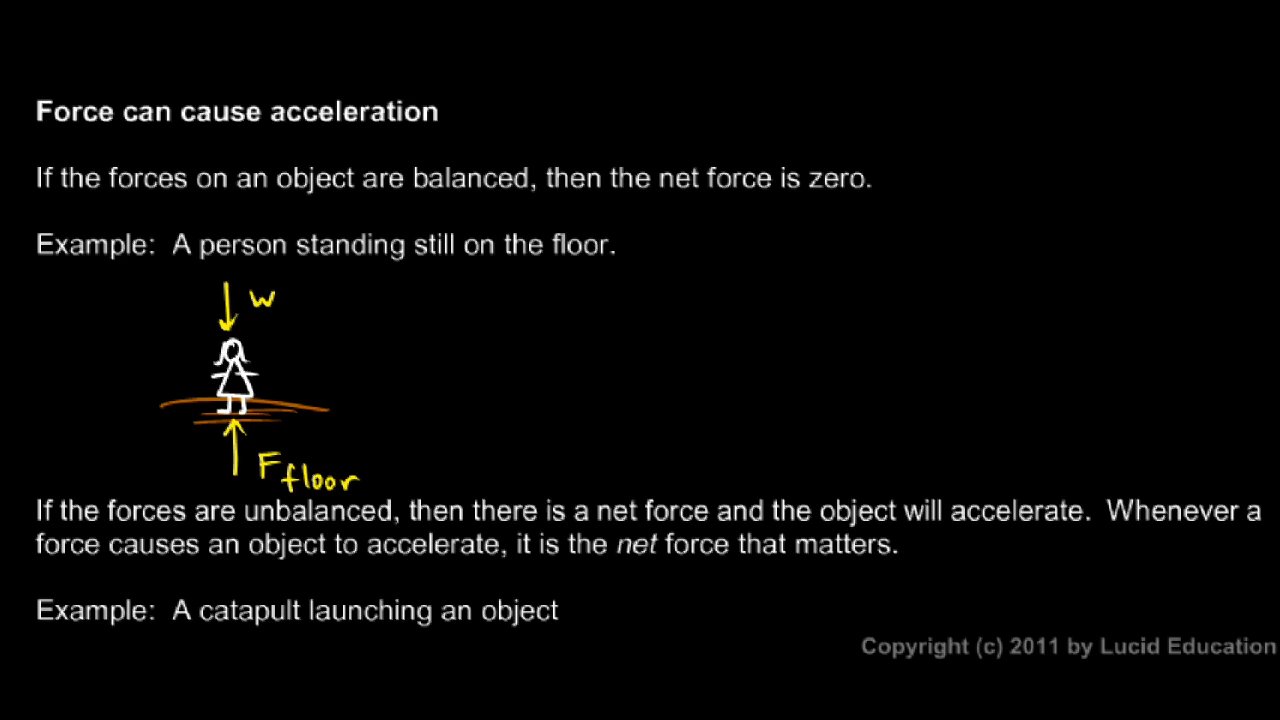 Force can cause acceleration
If the forces on an object are balanced, then the net force is zero.
Example:  A person standing still on the floor.
w
F floor
If the forces are unbalanced, then there is a net force and the object will accelerate.  Whenever a
force causes an object to accelerate, it is the net force that matters.
Example:  A catapult launching an object
Copyright (c) 2011 by Lucid Education